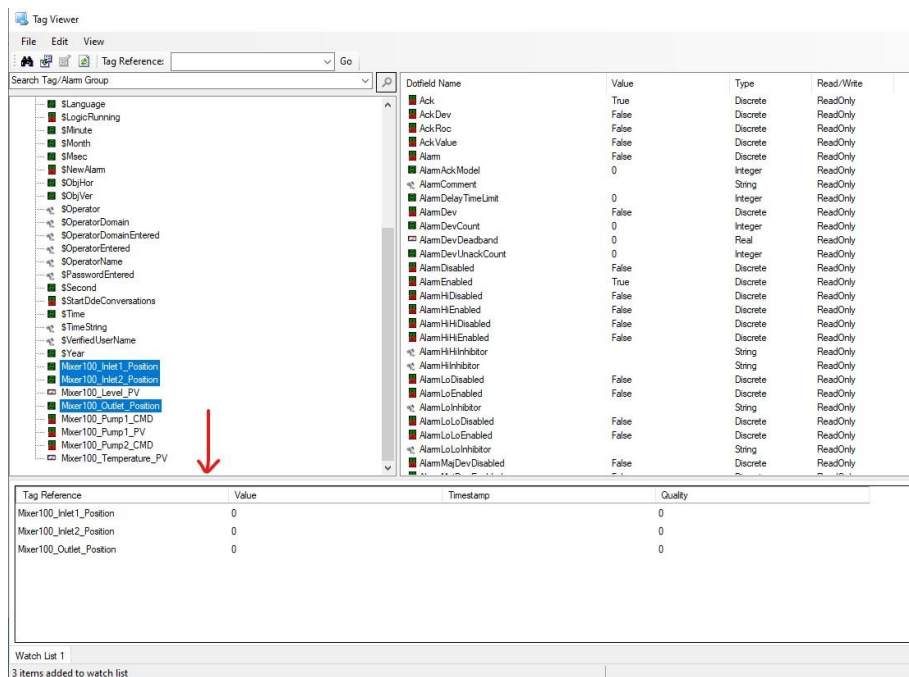 Tag Viewer
File Edit View
Tag Reference: Go
Search Tag/Alarm Group
$Language
$LogicRunning
$Minute
$Month
$Msec
$NewAlarm
$ObjHor
$ObjVer
$Operator
$OperatorDomain
$OperatorDomainEntered
$OperatorEntered
$OperatorName
$PasswordEntered
$Second
$StartDdeConversations
$Time
$TimeString
$VerifiedUserName
$Year
Mixer100_Inlet1_Position
Mixer100_Inlet2_Position
Mixer100_Level_PV
Mixer100_Outlet_Position
Mixer100_Pump1_CMD
Mixer100_Pump1_PV
Mixer100_Pump2_CMD
Mixer100_Temperature_PV
Dotfield Name Value Type Read/Write
Ack True Discrete ReadOnly
AckDev False Discrete ReadOnly
AckRoc False Discrete ReadOnly
AckValue False Discrete ReadOnly
Alarm False Discrete ReadOnly
AlarmAckModel 0 Integer ReadOnly
AlarmComment String ReadOnly
AlarmDelayTimeLimit 0 Integer ReadOnly
AlarmDev False Discrete ReadOnly
AlarmDevCount 0 Integer ReadOnly
AlarmDevDeadband 0 Real ReadOnly
AlarmDevUnackCount 0 Integer ReadOnly
AlarmDisabled False Discrete ReadOnly
AlarmEnabled True Discrete ReadOnly
AlarmHiDisabled False Discrete ReadOnly
AlarmHiEnabled False Discrete ReadOnly
AlarmHiHiDisabled False Discrete ReadOnly
AlarmHiHiEnabled False Discrete ReadOnly
AlarmHiHiInhibitor String ReadOnly
AlarmHiInhibitor String ReadOnly
AlarmLoDisabled False Discrete ReadOnly
AlarmLoEnabled False Discrete ReadOnly
AlarmLoInhibitor String ReadOnly
AlarmLoLoDisabled False Discrete ReadOnly
AlarmLoLoEnabled False Discrete ReadOnly
AlarmLoLoInhibitor String ReadOnly
AlarmMajDevDisabled False Discrete ReadOnly
Tag Reference Value Timestamp Quality
Mixer100_Inlet1_Position 0 0
Mixer100_Inlet2_Position 0 0
Mixer100_Outlet_Position 0 0
Watch List 1
3 items added to watch list